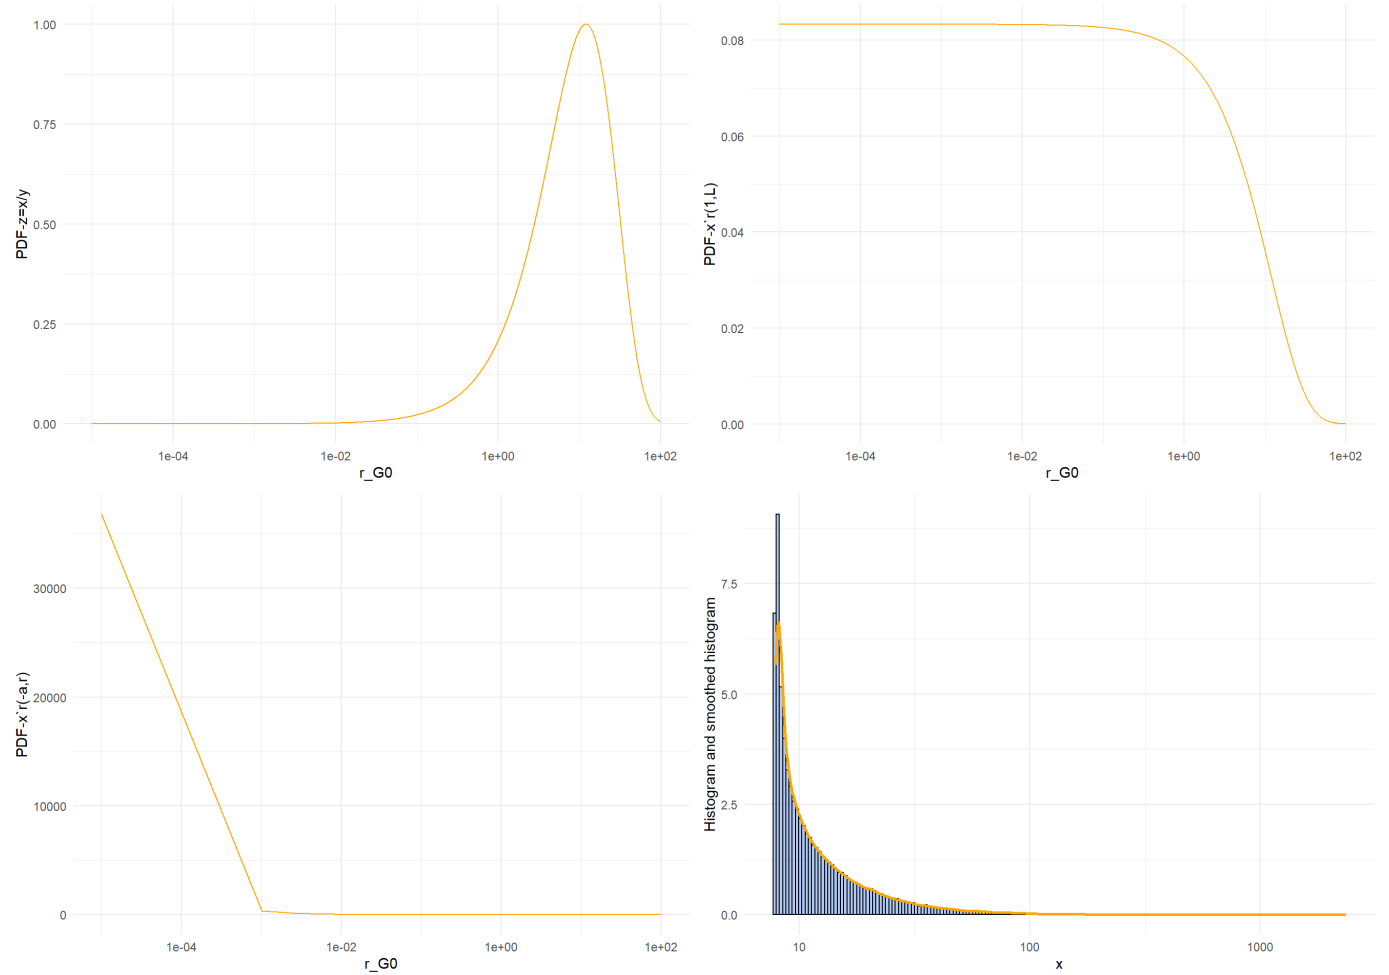 PDF-z=x/y
1.00
0.75
0.50
0.25
0.00
1e-04
1e-02
1e+00
1e+02
r_G0
PDF-x`r(1,L)
0.08
0.06
0.04
0.02
0.00
1e-04
1e-02
1e+00
1e+02
r_G0
PDF-x`r(-a,r)
30000
20000
10000
0
1e-04
1e-02
1e+00
1e+02
r_G0
Histogram and smoothed histogram
7.5
5.0
2.5
0.0
10
100
1000
x